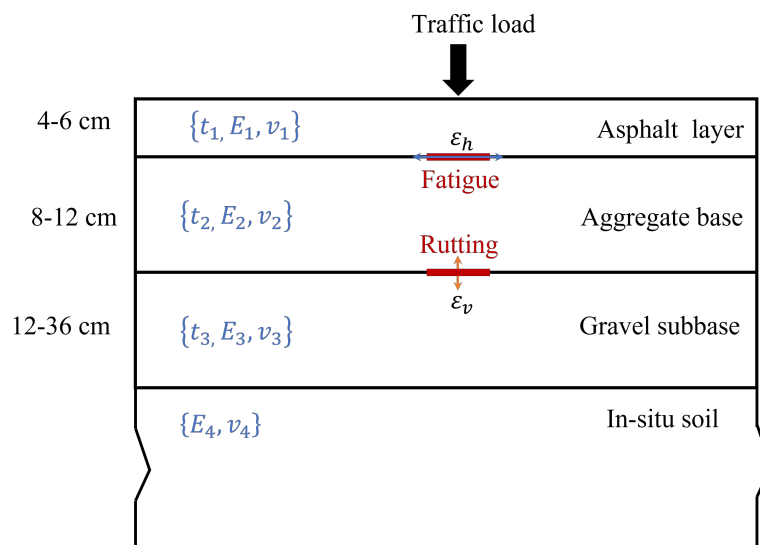 Traffic load
4-6 cm
{t₁, E₁, v₁}
Asphalt layer
εₕ
Fatigue
8-12 cm
{t₂, E₂, v₂}
Aggregate base
Rutting
εᵥ
12-36 cm
{t₃, E₃, v₃}
Gravel subbase
{E₄, v₄}
In-situ soil